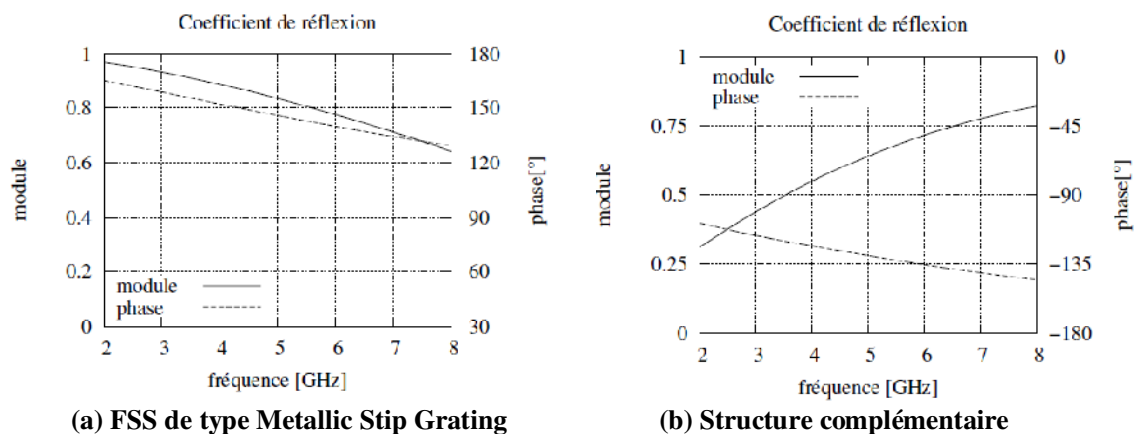 Coefficient de réflexion
1
0.8
0.6
0.4
0.2
0
module
180
150
120
90
60
30
phase[°]
module
phase
2 3 4 5 6 7 8
fréquence [GHz]
(a) FSS de type Metallic Stip Grating
Coefficient de réflexion
1
0.75
0.5
0.25
0
module
0
−45
−90
−135
−180
phase[°]
module
phase
2 3 4 5 6 7 8
fréquence [GHz]
(b) Structure complémentaire